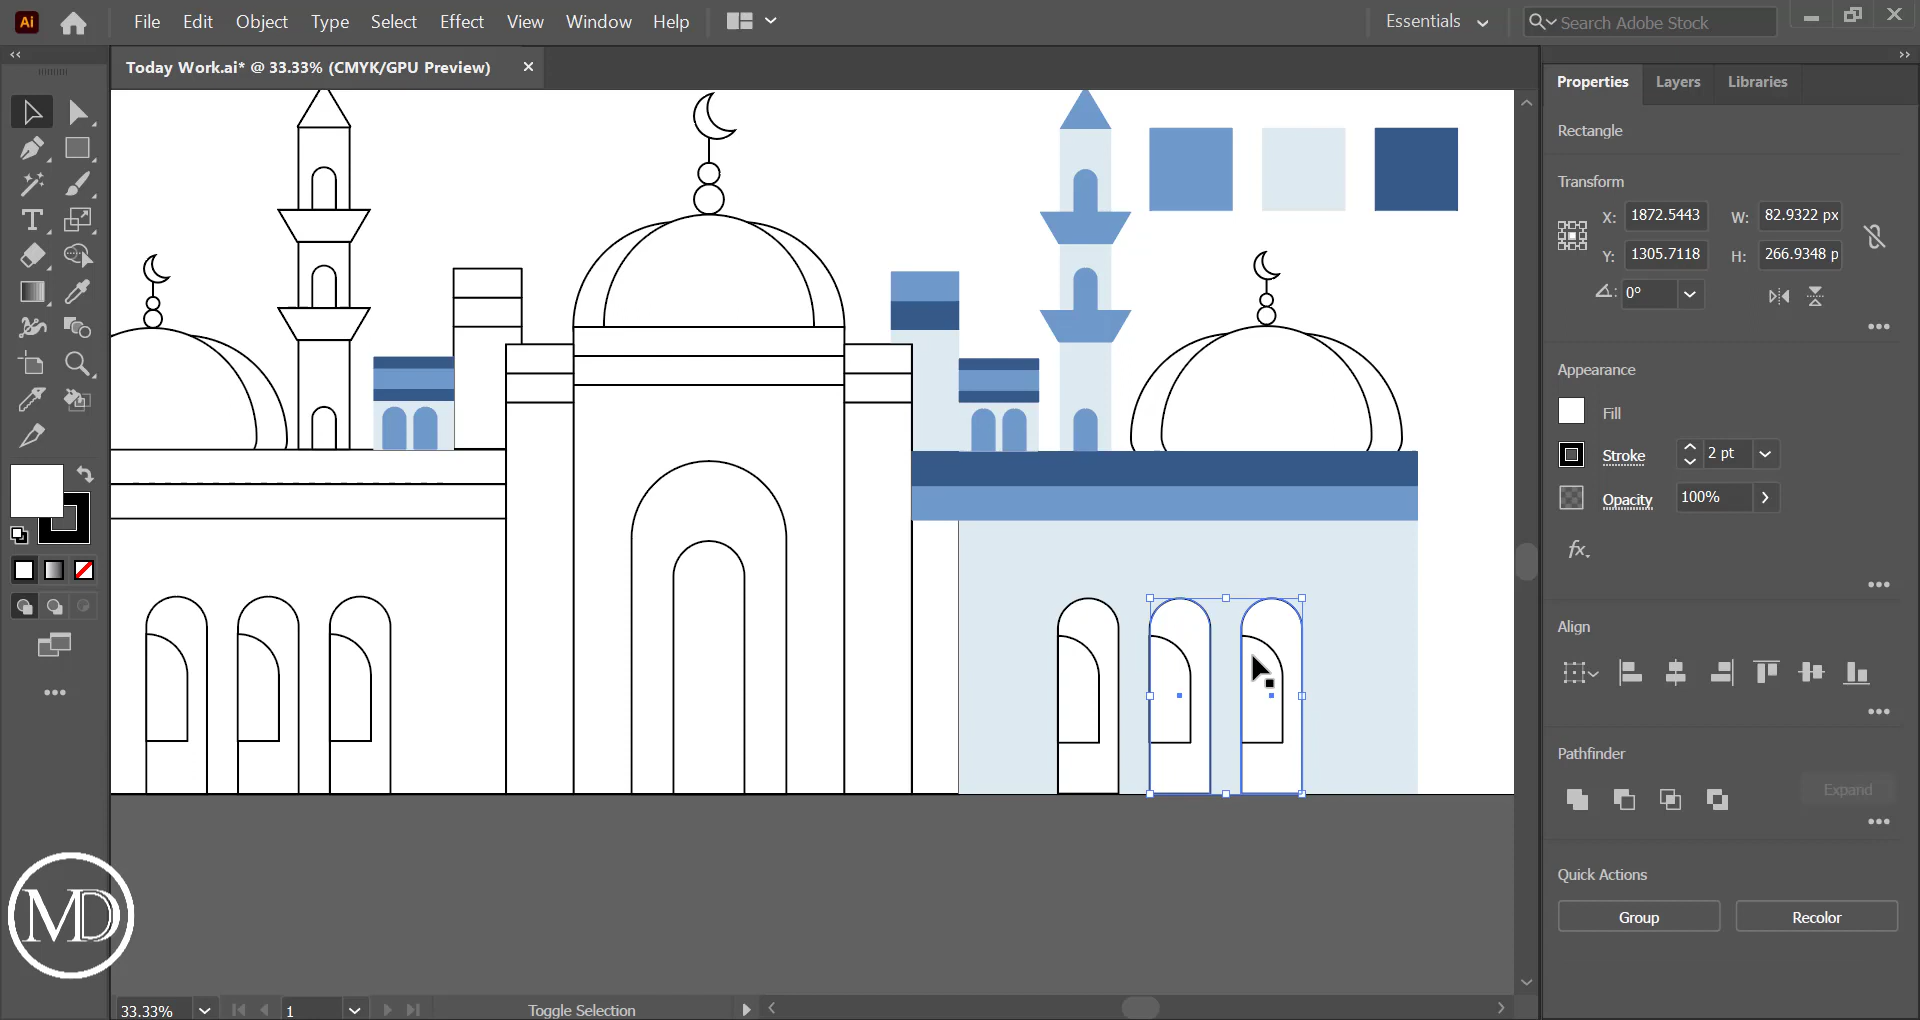 Ai File Edit Object Type Select Effect View Window Help Essentials Search Adobe Stock
Today Work.ai* @ 33.33% (CMYK/GPU Preview)
Properties Layers Libraries
Rectangle
Transform
X: 1872.5443 W: 82.9322 px
Y: 1305.7118 H: 266.9348 p
0°
Appearance
Fill
Stroke 2 pt
Opacity 100%
fx
Align
Pathfinder
Expand
Quick Actions
Group Recolor
MD
33.33% 1 Toggle Selection